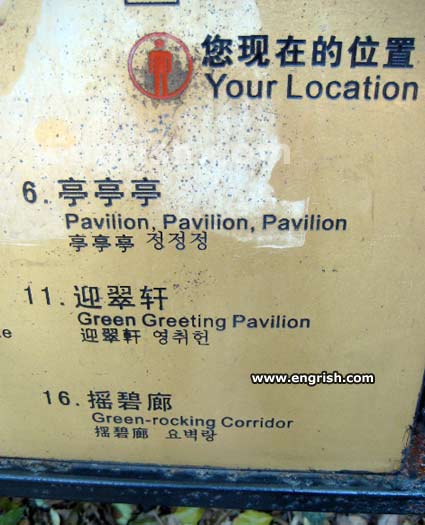 您现在的位置
Your Location
6.亭亭亭
Pavilion, Pavilion, Pavilion
亭亭亭 정정정
11.迎翠轩
Green Greeting Pavilion
迎翠軒 영취헌
www.engrish.com
16.摇碧廊
Green-rocking Corridor
摇碧廊 요벽랑